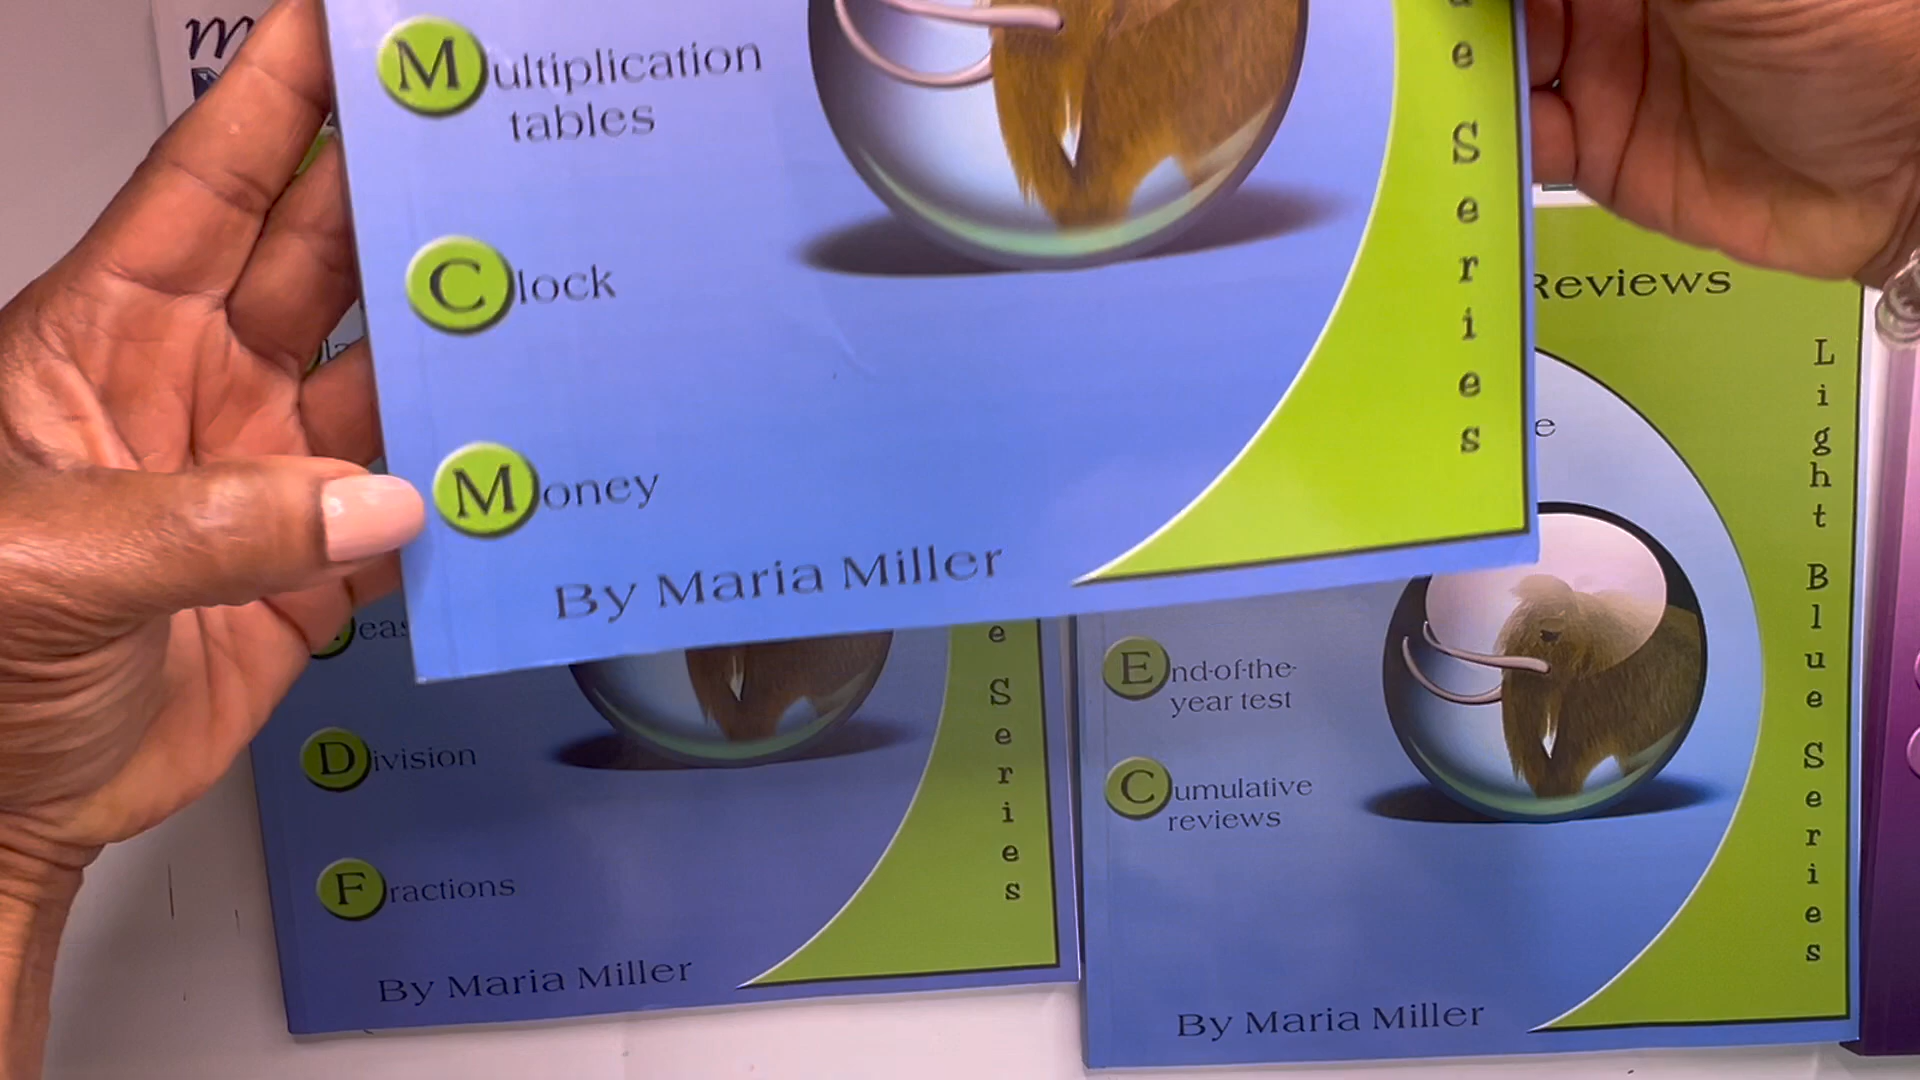 Multiplication
tables
Clock
Money
By Maria Miller
e Series
Division
Fractions
By Maria Miller
e Series
Reviews
End-of-the-
year test
Cumulative
reviews
By Maria Miller
Light Blue Series